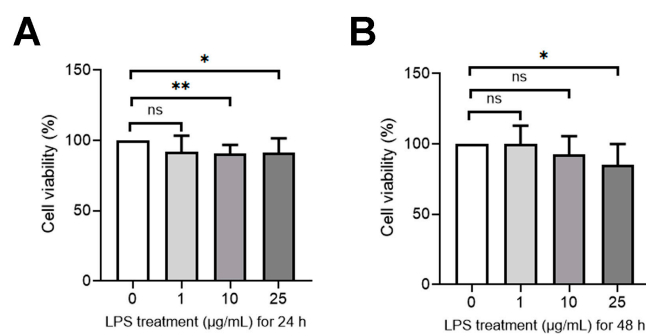 A
B
Cell viability (%)
150
100
50
0
*
**
ns
0 1 10 25
LPS treatment (µg/mL) for 24 h
Cell viability (%)
150
100
50
0
*
ns
ns
0 1 10 25
LPS treatment (µg/mL) for 48 h